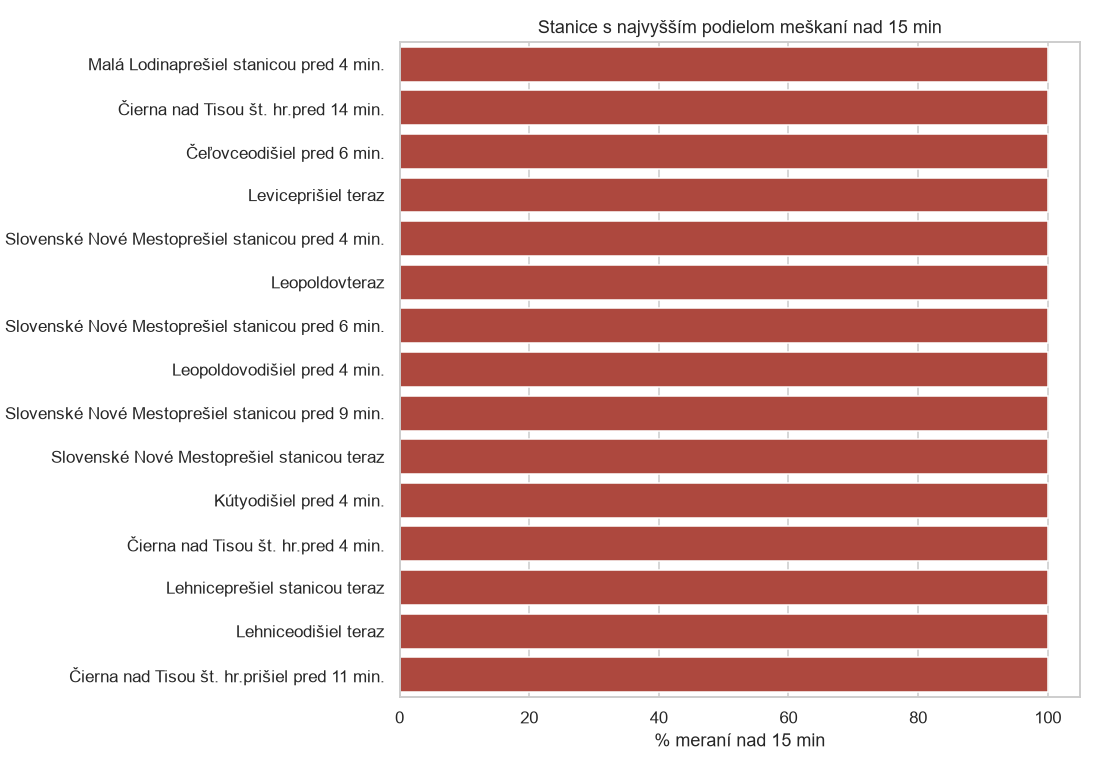 Stanice s najvyšším podielom meškaní nad 15 min
Malá Lodinaprešiel stanicou pred 4 min.
Čierna nad Tisou št. hr.pred 14 min.
Čeľovceodišiel pred 6 min.
Leviceprišiel teraz
Slovenské Nové Mestoprešiel stanicou pred 4 min.
Leopoldovteraz
Slovenské Nové Mestoprešiel stanicou pred 6 min.
Leopoldovodišiel pred 4 min.
Slovenské Nové Mestoprešiel stanicou pred 9 min.
Slovenské Nové Mestoprešiel stanicou teraz
Kútyodišiel pred 4 min.
Čierna nad Tisou št. hr.pred 4 min.
Lehniceprešiel stanicou teraz
Lehniceodišiel teraz
Čierna nad Tisou št. hr.prišiel pred 11 min.
0 20 40 60 80 100
% meraní nad 15 min